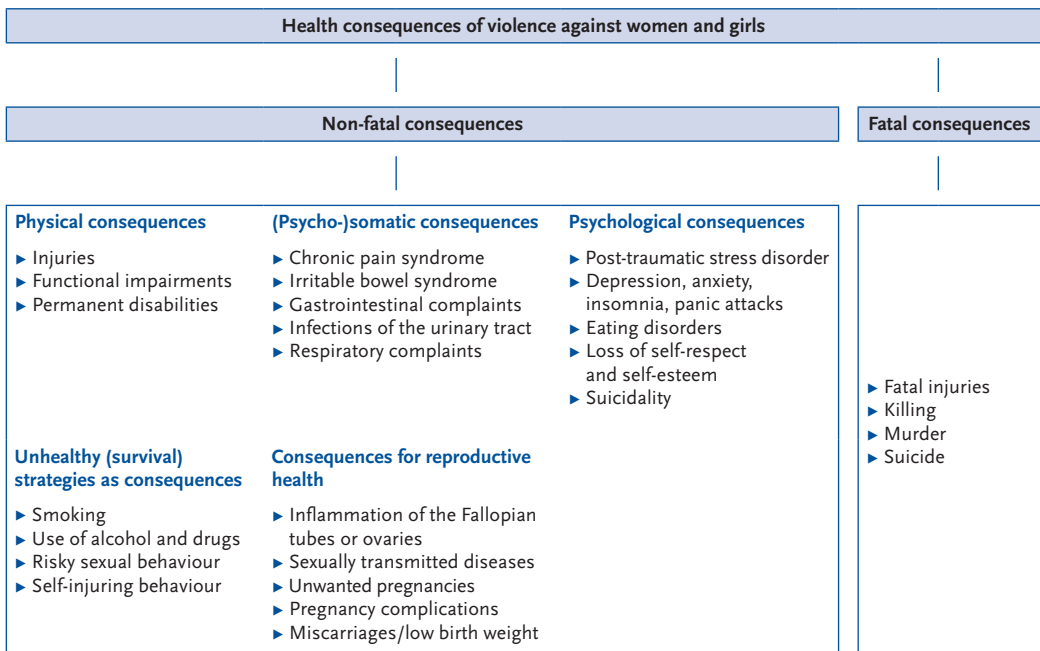 Health consequences of violence against women and girls
Non-fatal consequences
Fatal consequences
Physical consequences
► Injuries
► Functional impairments
► Permanent disabilities
(Psycho-)somatic consequences
► Chronic pain syndrome
► Irritable bowel syndrome
► Gastrointestinal complaints
► Infections of the urinary tract
► Respiratory complaints
Psychological consequences
► Post-traumatic stress disorder
► Depression, anxiety,
insomnia, panic attacks
► Eating disorders
► Loss of self-respect
and self-esteem
► Suicidality
Unhealthy (survival)
strategies as consequences
► Smoking
► Use of alcohol and drugs
► Risky sexual behaviour
► Self-injuring behaviour
Consequences for reproductive
health
► Inflammation of the Fallopian
tubes or ovaries
► Sexually transmitted diseases
► Unwanted pregnancies
► Pregnancy complications
► Miscarriages/low birth weight
► Fatal injuries
► Killing
► Murder
► Suicide